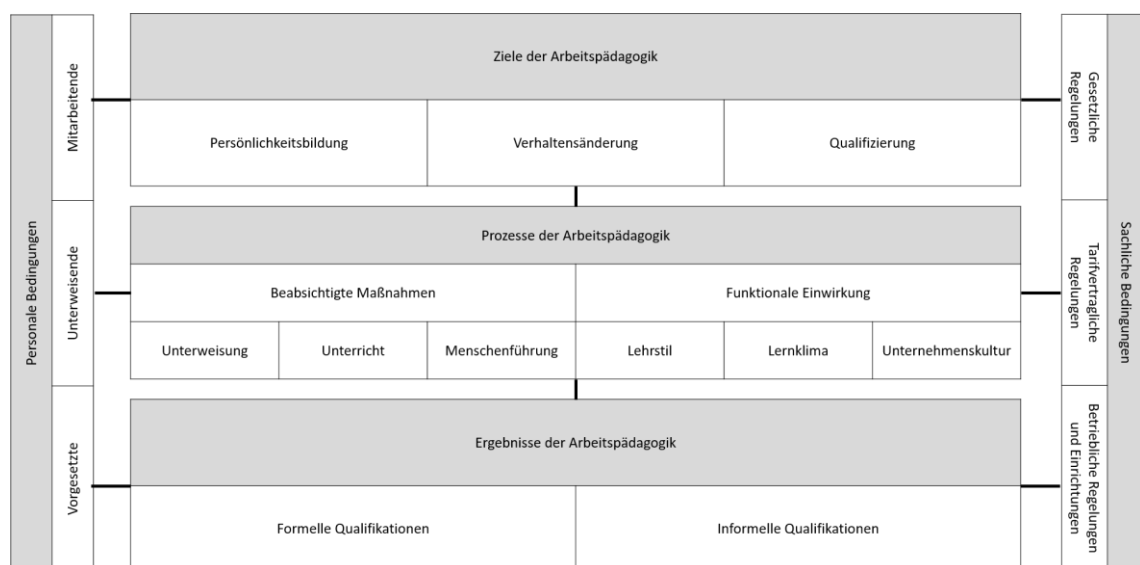 Personale Bedingungen
Mitarbeitende
Unterweisende
Vorgesetzte
Ziele der Arbeitspädagogik
Persönlichkeitsbildung
Verhaltensänderung
Qualifizierung
Prozesse der Arbeitspädagogik
Beabsichtigte Maßnahmen
Funktionale Einwirkung
Unterweisung
Unterricht
Menschenführung
Lehrstil
Lernklima
Unternehmenskultur
Ergebnisse der Arbeitspädagogik
Formelle Qualifikationen
Informelle Qualifikationen
Gesetzliche
Regelungen
Tarifvertragliche
Regelungen
Betriebliche Regelungen
und Einrichtungen
Sachliche Bedingungen